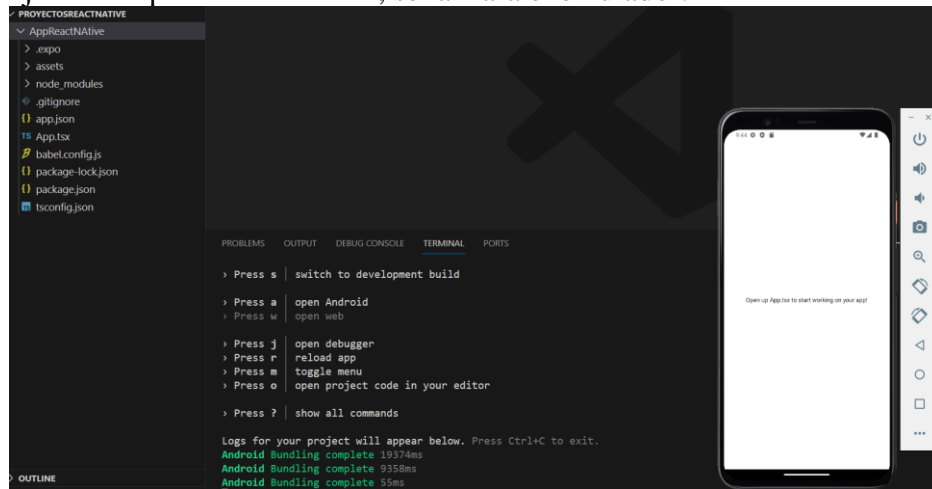 PROYECTOSREACTNATIVE
AppReactNAtive
.expo
assets
node_modules
.gitignore
app.json
TS App.tsx
babel.config.js
package-lock.json
package.json
tsconfig.json
OUTLINE
PROBLEMS OUTPUT DEBUG CONSOLE TERMINAL PORTS
› Press s │ switch to development build
› Press a │ open Android
› Press w │ open web
› Press j │ open debugger
› Press r │ reload app
› Press m │ toggle menu
› Press o │ open project code in your editor
› Press ? │ show all commands
Logs for your project will appear below. Press Ctrl+C to exit.
Android Bundling complete 19374ms
Android Bundling complete 9358ms
Android Bundling complete 55ms
9:44
Open up App.tsx to start working on your app!